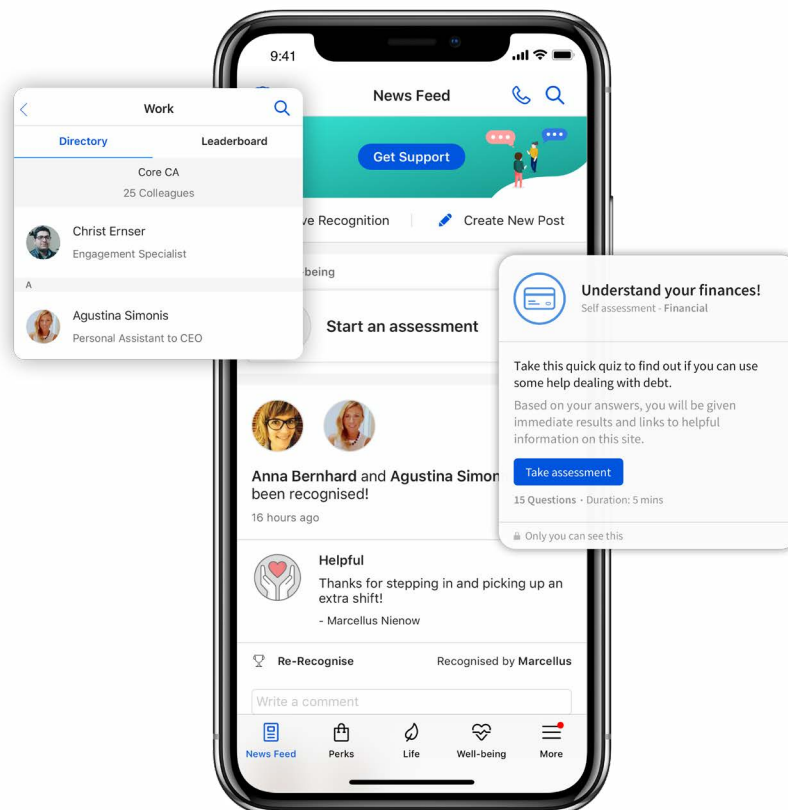 9:41
News Feed
Get Support
ve Recognition
Create New Post
being
Start an assessment
Anna Bernhard and Agustina Simon
been recognised!
16 hours ago
Helpful
Thanks for stepping in and picking up an
extra shift!
- Marcellus Nienow
Re-Recognise
Recognised by Marcellus
Write a comment
News Feed
Perks
Life
Well-being
More
Work
Directory
Leaderboard
Core CA
25 Colleagues
Christ Ernser
Engagement Specialist
A
Agustina Simonis
Personal Assistant to CEO
Understand your finances!
Self assessment - Financial
Take this quick quiz to find out if you can use
some help dealing with debt.
Based on your answers, you will be given
immediate results and links to helpful
information on this site.
Take assessment
15 Questions · Duration: 5 mins
Only you can see this